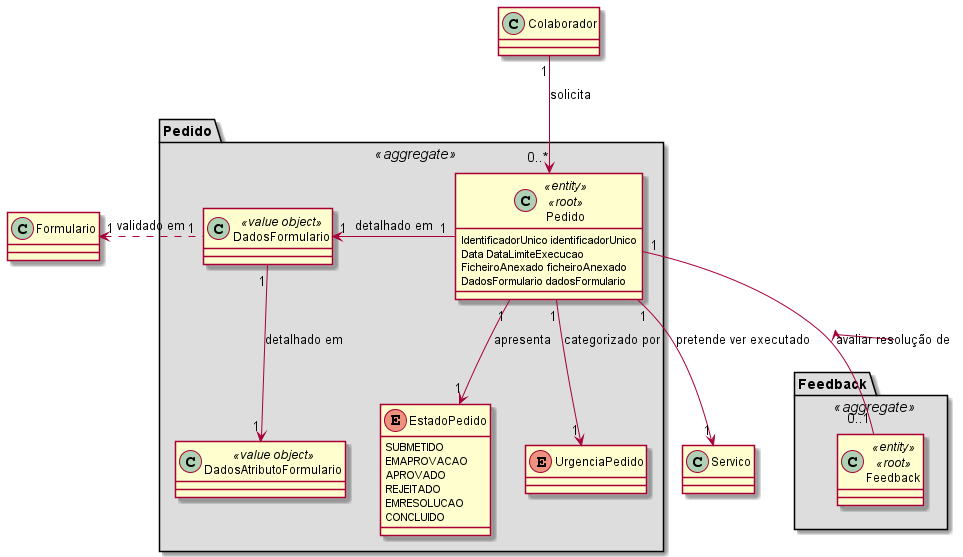 C Colaborador
1
solicita
0..*
Pedido
«aggregate»
«entity»
«root»
C Pedido
IdentificadorUnico identificadorUnico
Data DataLimiteExecucao
FicheiroAnexado ficheiroAnexado
DadosFormulario dadosFormulario
C Formulario
1 validado em 1
«value object»
C DadosFormulario
1 detalhado em 1
1
detalhado em
1
1
apresenta
1
1
categorizado por
1
1
pretende ver executado
1
1
avaliar resolução de
0..1
«value object»
C DadosAtributoFormulario
E EstadoPedido
SUBMETIDO
EMAPROVACAO
APROVADO
REJEITADO
EMRESOLUCAO
CONCLUIDO
E UrgenciaPedido
C Servico
Feedback
«aggregate»
«entity»
«root»
C Feedback